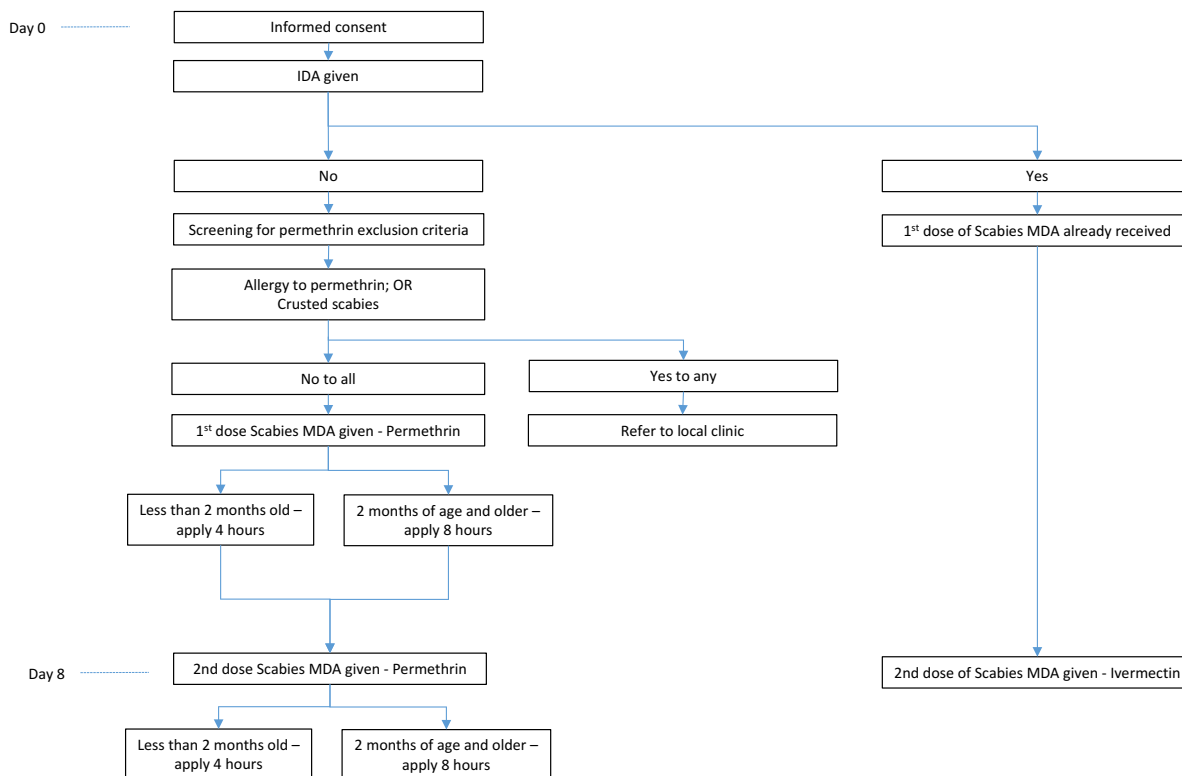 Day 0
Informed consent
IDA given
No
Yes
Screening for permethrin exclusion criteria
1st dose of Scabies MDA already received
Allergy to permethrin; OR
Crusted scabies
No to all
Yes to any
1st dose Scabies MDA given - Permethrin
Refer to local clinic
Less than 2 months old –
apply 4 hours
2 months of age and older –
apply 8 hours
Day 8
2nd dose Scabies MDA given - Permethrin
2nd dose of Scabies MDA given - Ivermectin
Less than 2 months old –
apply 4 hours
2 months of age and older –
apply 8 hours